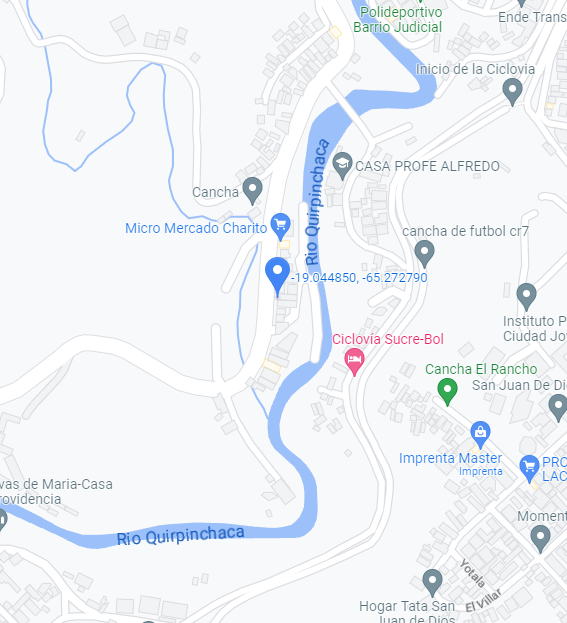 Polideportivo
Barrio Judicial
Ende Trans
Inicio de la Ciclovia
Rio Quirpinchaca
CASA PROFE ALFREDO
Cancha
Micro Mercado Charito
cancha de futbol cr7
-19.044850, -65.272790
Instituto P
Ciudad Jo
Ciclovía Sucre-Bol
Cancha El Rancho
San Juan De Di
Imprenta Master
Imprenta
PRO
LAC
vas de Maria-Casa
rovidencia
Rio Quirpinchaca
Moment
Yotala
El Villar
Hogar Tata San
Juan de Dios